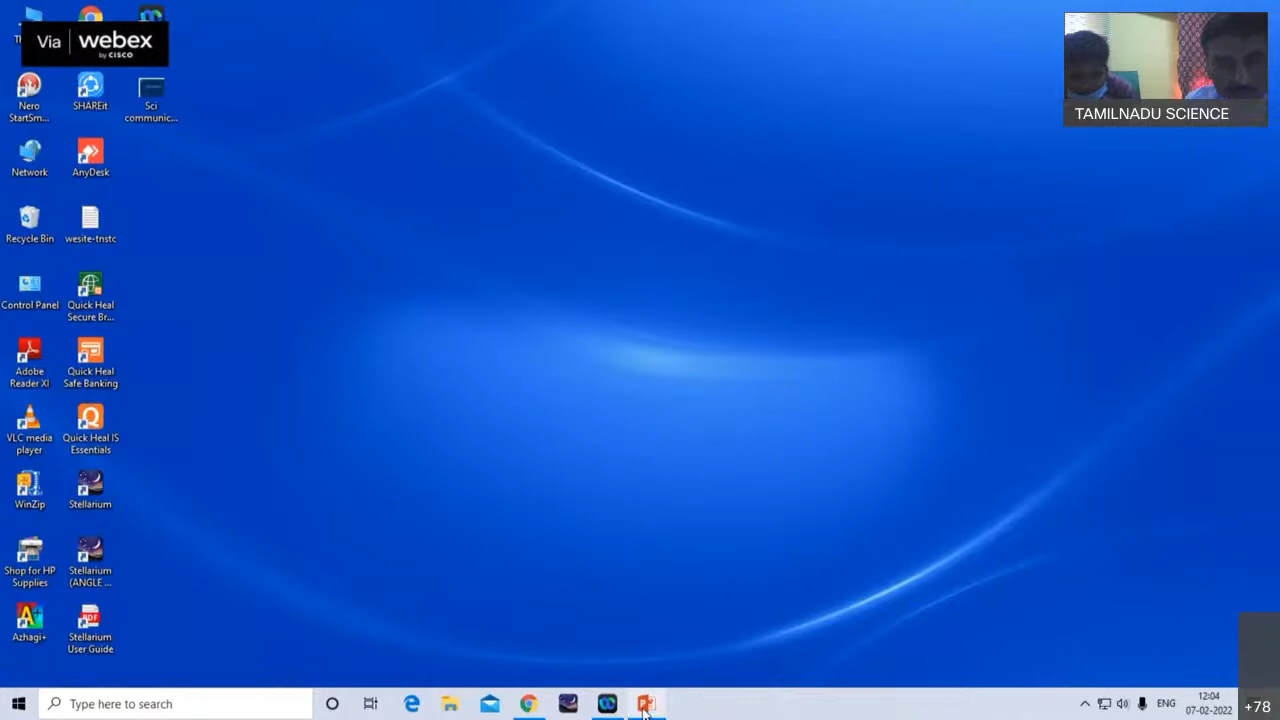 Via webex
by CISCO
TAMILNADU SCIENCE
Nero
StartSm...
SHAREit
Sci
communic...
Network
AnyDesk
Recycle Bin
wesite-tnstc
Control Panel
Quick Heal
Secure Br...
Adobe
Reader XI
Quick Heal
Safe Banking
VLC media
player
Quick Heal IS
Essentials
WinZip
Stellarium
Shop for HP
Supplies
Stellarium
(ANGLE ...
Azhagi+
Stellarium
User Guide
Type here to search
ENG
12:04
07-02-2022
+78